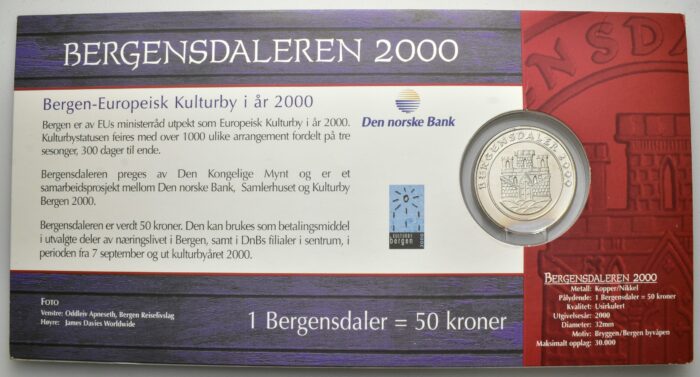 BERGENSDALEREN 2000
Bergen-Europeisk Kulturby i år 2000
Bergen er av EUs ministerråd utpekt som Europeisk Kulturby i år 2000.
Kulturbystatusen feires med over 1000 ulike arrangement fordelt på tre
sesonger, 300 dager til ende.
Bergensdaleren preges av Den Kongelige Mynt og er et
samarbeidsprosjekt mellom Den norske Bank, Samlerhuset og Kulturby
Bergen 2000.
Bergensdaleren er verdt 50 kroner. Den kan brukes som betalingsmiddel
i utvalgte deler av næringslivet i Bergen, samt i DnBs filialer i sentrum, i
perioden fra 7 september og ut kulturbyåret 2000.
Den norske Bank
KULTURBY
bergen
2000
BERGENSDALER 2000
FOTO
Venstre: Oddleiv Apneseth, Bergen Reiselivslag
Høyre: James Davies Worldwide
1 Bergensdaler = 50 kroner
BERGENSDALEREN 2000
Metall: Kopper/Nikkel
Pålydende: 1 Bergensdaler = 50 kroner
Kvalitet: Usirkulert
Utgivelsesår: 2000
Diameter: 32mm
Motiv: Bryggen/Bergen byvåpen
Maksimalt opplag: 30.000